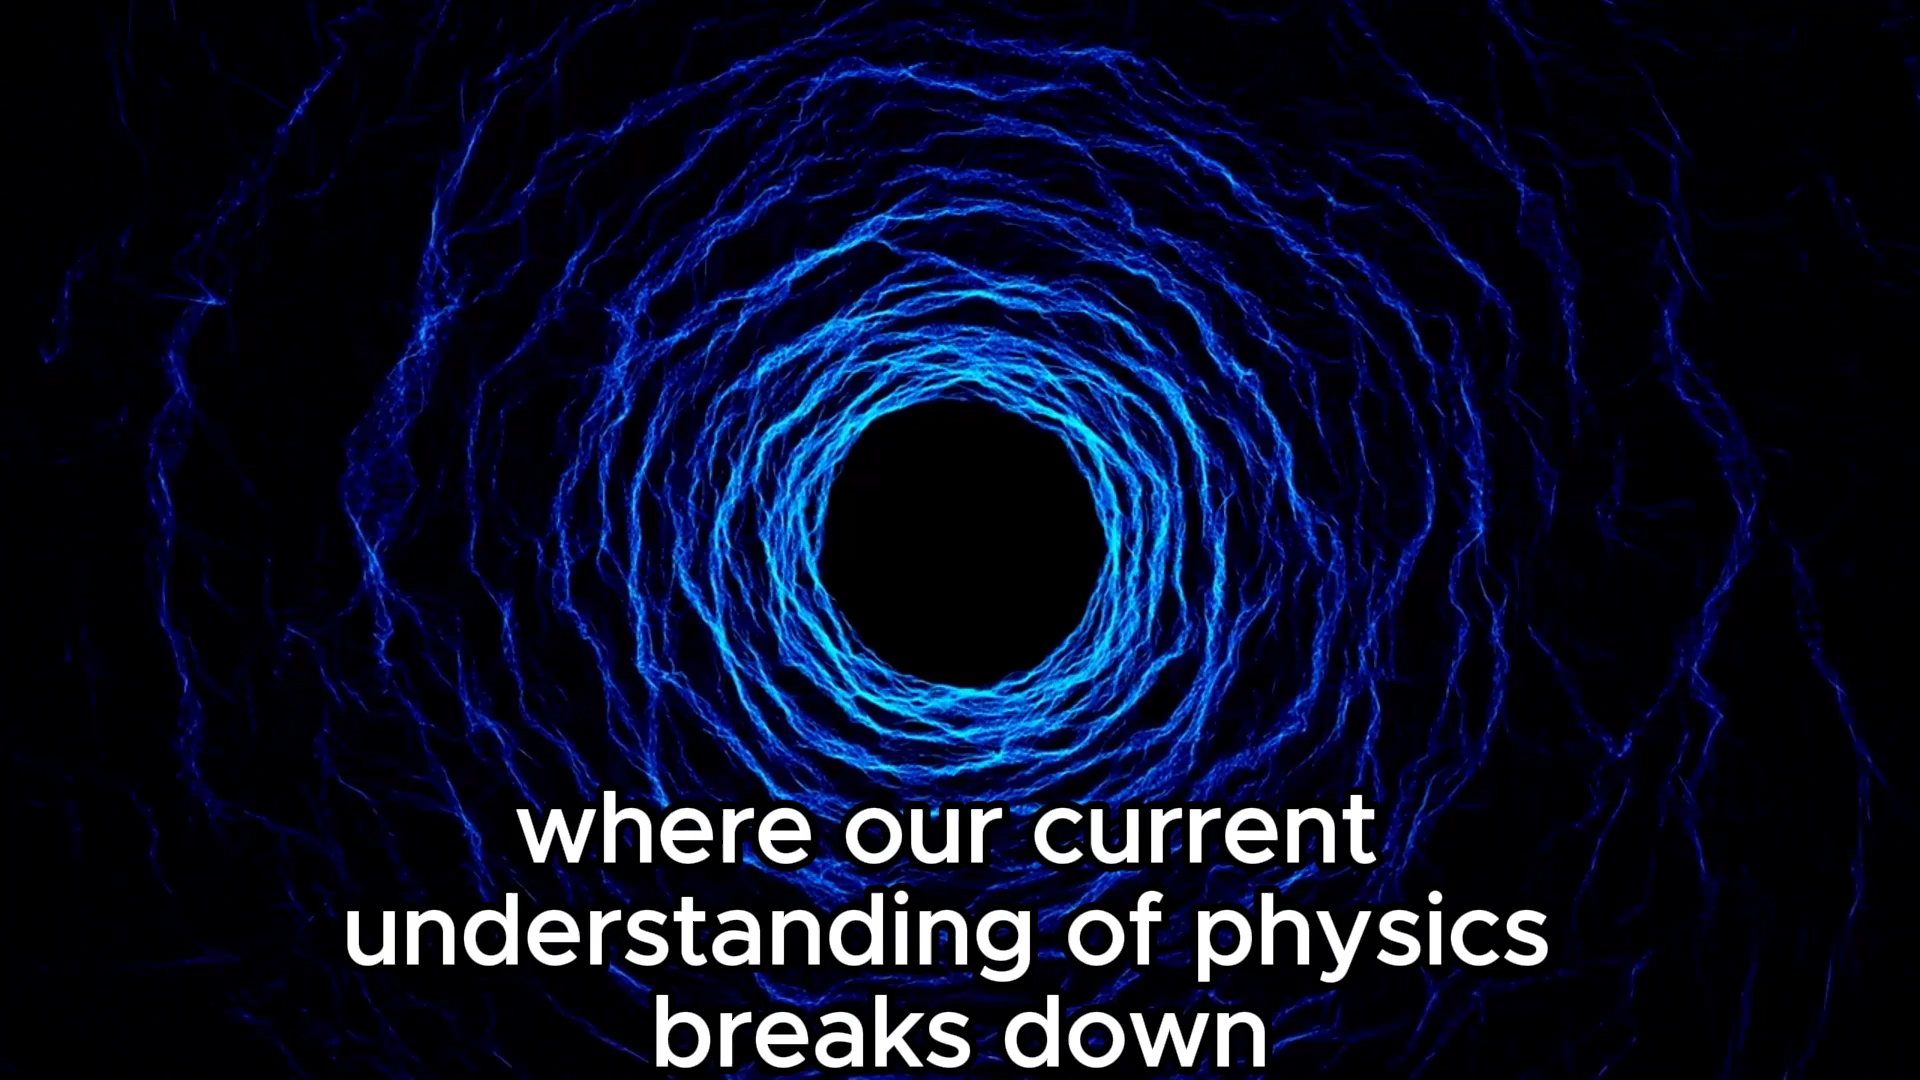 where our current
understanding of physics
breaks down